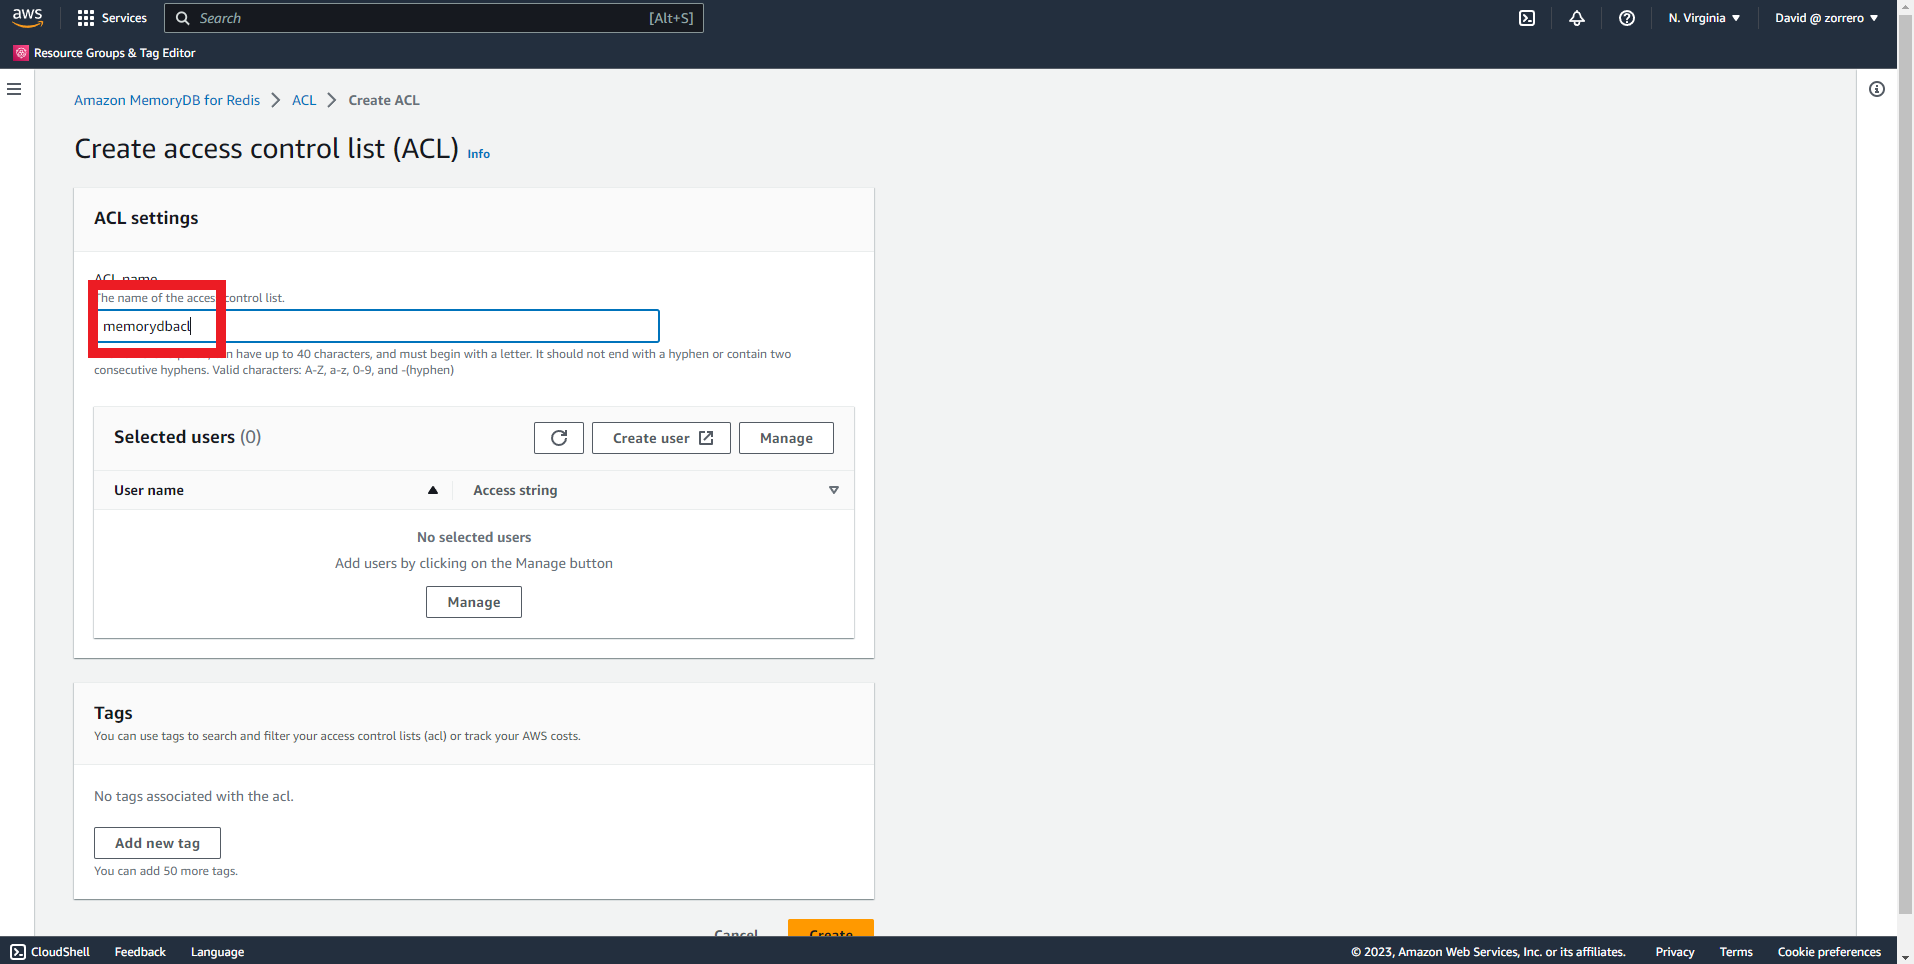 aws
Services
Search
[Alt+S]
N. Virginia
David @ zorrero
Resource Groups & Tag Editor
Amazon MemoryDB for Redis
ACL
Create ACL
Create access control list (ACL)
Info
ACL settings
ACL name
The name of the access control list.
memorydbacl
have up to 40 characters, and must begin with a letter. It should not end with a hyphen or contain two
consecutive hyphens. Valid characters: A-Z, a-z, 0-9, and -(hyphen)
Selected users (0)
Create user
Manage
User name
Access string
No selected users
Add users by clicking on the Manage button
Manage
Tags
You can use tags to search and filter your access control lists (acl) or track your AWS costs.
No tags associated with the acl.
Add new tag
You can add 50 more tags.
Cancel
Create
CloudShell
Feedback
Language
© 2023, Amazon Web Services, Inc. or its affiliates.
Privacy
Terms
Cookie preferences